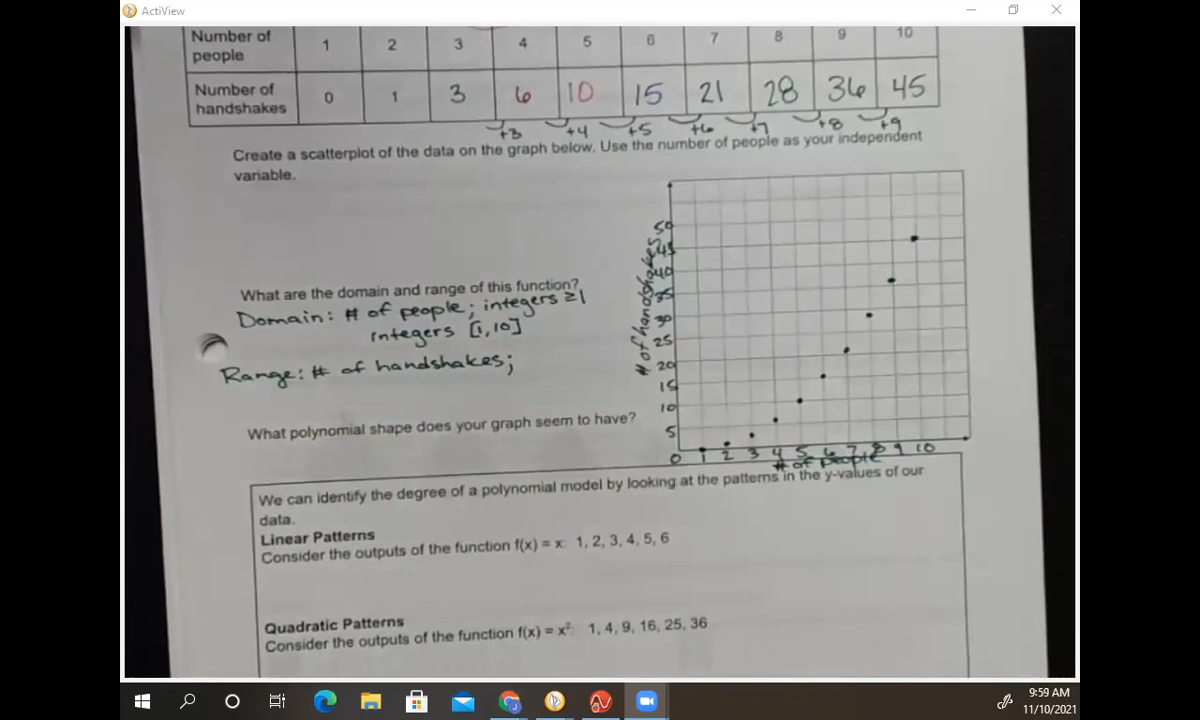 ActivView
Number of people 1 2 3 4 5 6 7 8 9 10
Number of handshakes 0 1 3 6 10 15 21 28 36 45
+3 +4 +5 +6 +7 +8 +9
Create a scatterplot of the data on the graph below. Use the number of people as your independent
variable.
50
45
40
35
30
25
20
15
10
5
# of handshakes
0 1 2 3 4 5 6 7 8 9 10
# of people
What are the domain and range of this function?
Domain: # of people; integers ≥1
integers [1,10]
Range: # of handshakes;
What polynomial shape does your graph seem to have?
We can identify the degree of a polynomial model by looking at the patterns in the y-values of our
data.
Linear Patterns
Consider the outputs of the function f(x) = x: 1, 2, 3, 4, 5, 6
Quadratic Patterns
Consider the outputs of the function f(x) = x²: 1, 4, 9, 16, 25, 36
9:59 AM
11/10/2021